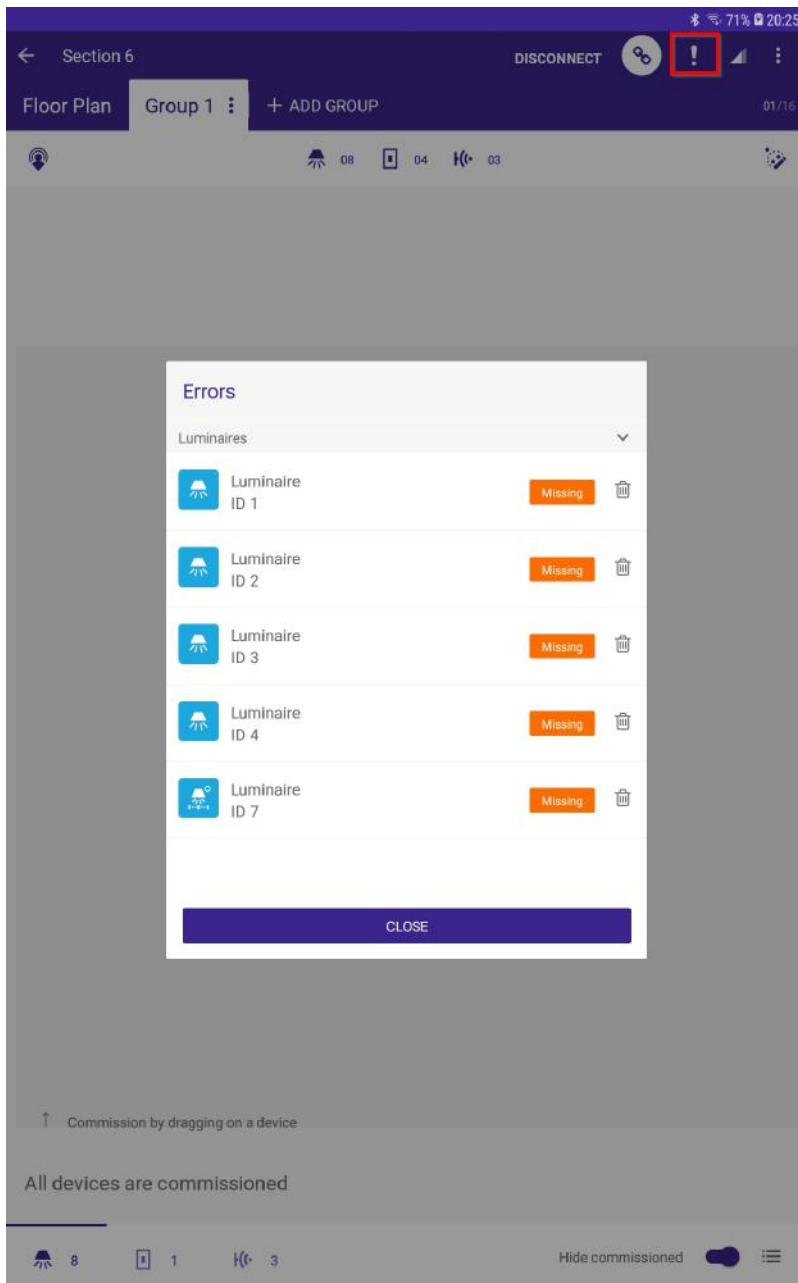 71% 20:25
Section 6 DISCONNECT
Floor Plan Group 1 + ADD GROUP 01/16
08 04 03
Errors
Luminaires
Luminaire
ID 1
Missing
Luminaire
ID 2
Missing
Luminaire
ID 3
Missing
Luminaire
ID 4
Missing
Luminaire
ID 7
Missing
CLOSE
Commission by dragging on a device
All devices are commissioned
8 1 3 Hide commissioned